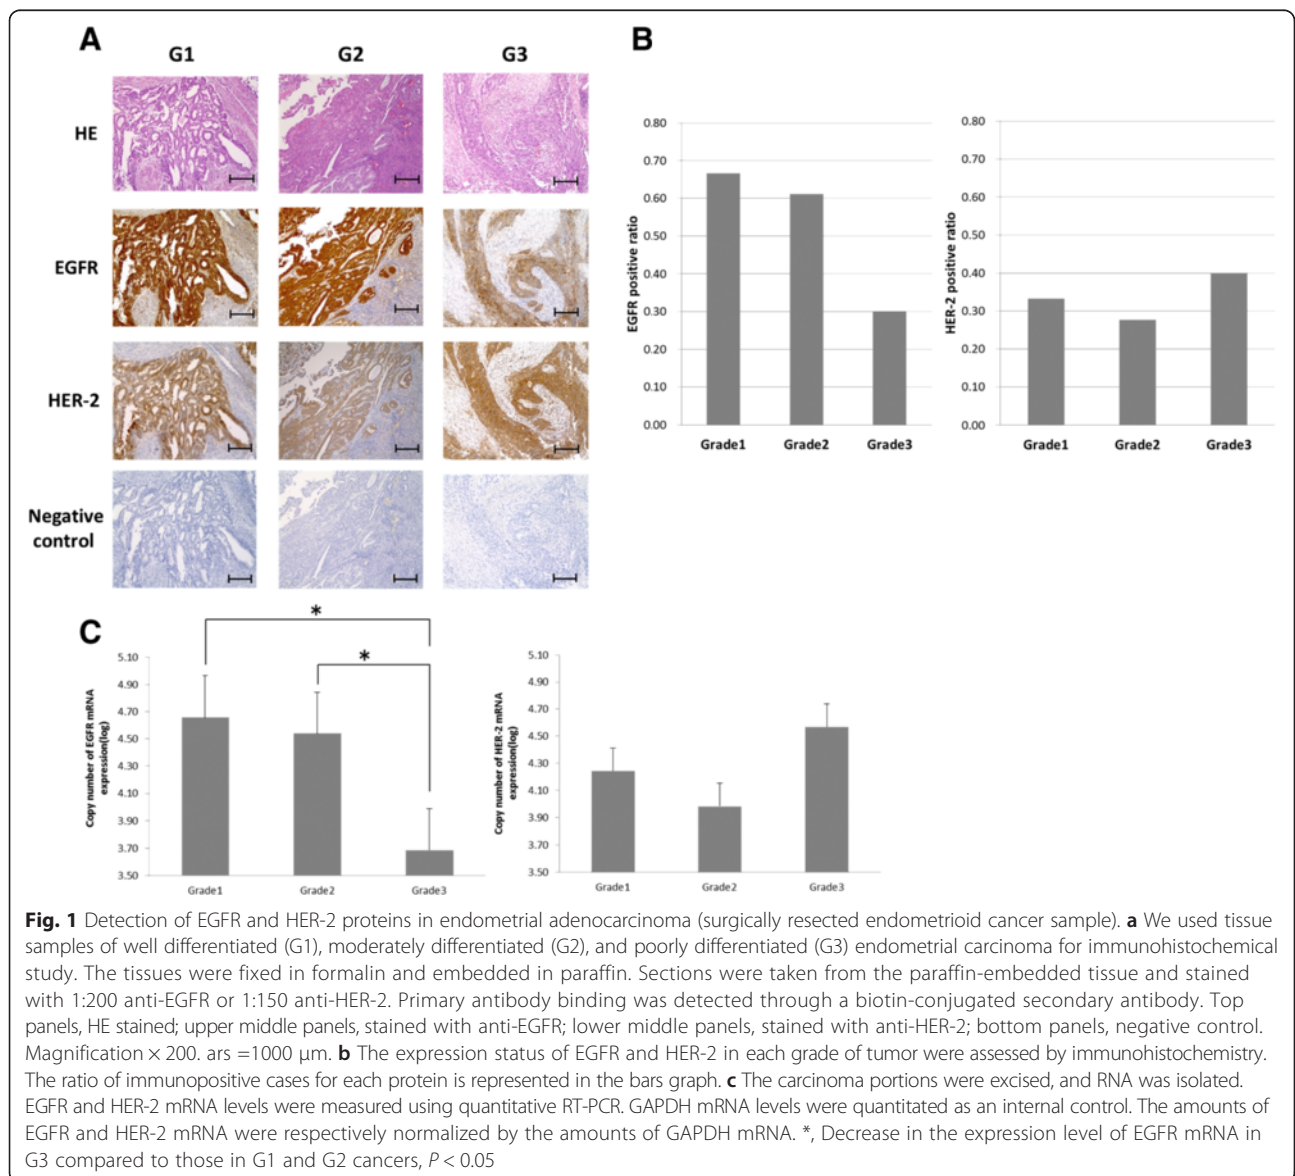 A
G1
G2
G3
HE
EGFR
HER-2
Negative
control
B
EGFR positive ratio
0.80
0.70
0.60
0.50
0.40
0.30
0.20
0.10
0.00
Grade1
Grade2
Grade3
HER-2 positive ratio
0.80
0.70
0.60
0.50
0.40
0.30
0.20
0.10
0.00
Grade1
Grade2
Grade3
C
*
*
Copy number of EGFR mRNA
expression(log)
5.10
4.90
4.70
4.50
4.30
4.10
3.90
3.70
3.50
Grade1
Grade2
Grade3
Copy number of HER-2 mRNA
expression(log)
5.10
4.90
4.70
4.50
4.30
4.10
3.90
3.70
3.50
Grade1
Grade2
Grade3
Fig. 1 Detection of EGFR and HER-2 proteins in endometrial adenocarcinoma (surgically resected endometrioid cancer sample). a We used tissue
samples of well differentiated (G1), moderately differentiated (G2), and poorly differentiated (G3) endometrial carcinoma for immunohistochemical
study. The tissues were fixed in formalin and embedded in paraffin. Sections were taken from the paraffin-embedded tissue and stained
with 1:200 anti-EGFR or 1:150 anti-HER-2. Primary antibody binding was detected through a biotin-conjugated secondary antibody. Top
panels, HE stained; upper middle panels, stained with anti-EGFR; lower middle panels, stained with anti-HER-2; bottom panels, negative control.
Magnification × 200. ars =1000 μm. b The expression status of EGFR and HER-2 in each grade of tumor were assessed by immunohistochemistry.
The ratio of immunopositive cases for each protein is represented in the bars graph. c The carcinoma portions were excised, and RNA was isolated.
EGFR and HER-2 mRNA levels were measured using quantitative RT-PCR. GAPDH mRNA levels were quantitated as an internal control. The amounts of
EGFR and HER-2 mRNA were respectively normalized by the amounts of GAPDH mRNA. *, Decrease in the expression level of EGFR mRNA in
G3 compared to those in G1 and G2 cancers, P < 0.05